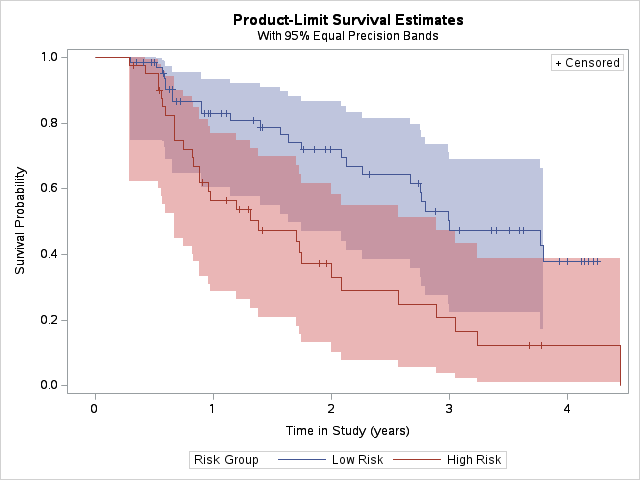 Product-Limit Survival Estimates
With 95% Equal Precision Bands
+ Censored
1.0
0.8
0.6
0.4
0.2
0.0
Survival Probability
0 1 2 3 4
Time in Study (years)
Risk Group Low Risk High Risk